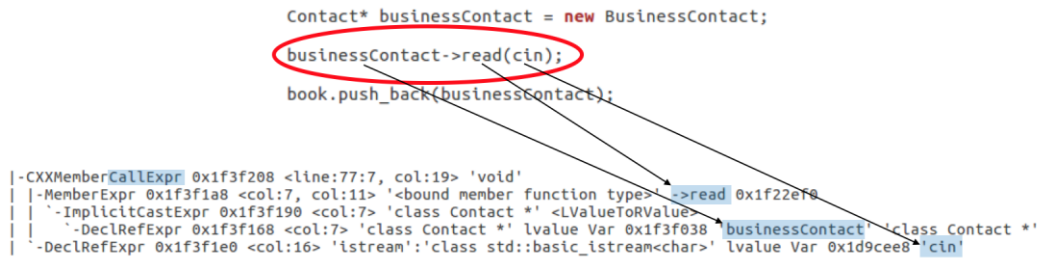 Contact* businessContact = new BusinessContact;
businessContact->read(cin);
book.push_back(businessContact);
|-CXXMemberCallExpr 0x1f3f208 <line:77:7, col:19> 'void'
| |-MemberExpr 0x1f3f1a8 <col:7, col:11> '<bound member function type>' ->read 0x1f22ef0
| | `-ImplicitCastExpr 0x1f3f190 <col:7> 'class Contact *' <LValueToRValue>
| |   `-DeclRefExpr 0x1f3f168 <col:7> 'class Contact *' lvalue Var 0x1f3f038 'businessContact' 'class Contact *'
| `-DeclRefExpr 0x1f3f1e0 <col:16> 'istream':'class std::basic_istream<char>' lvalue Var 0x1d9cee8 'cin'